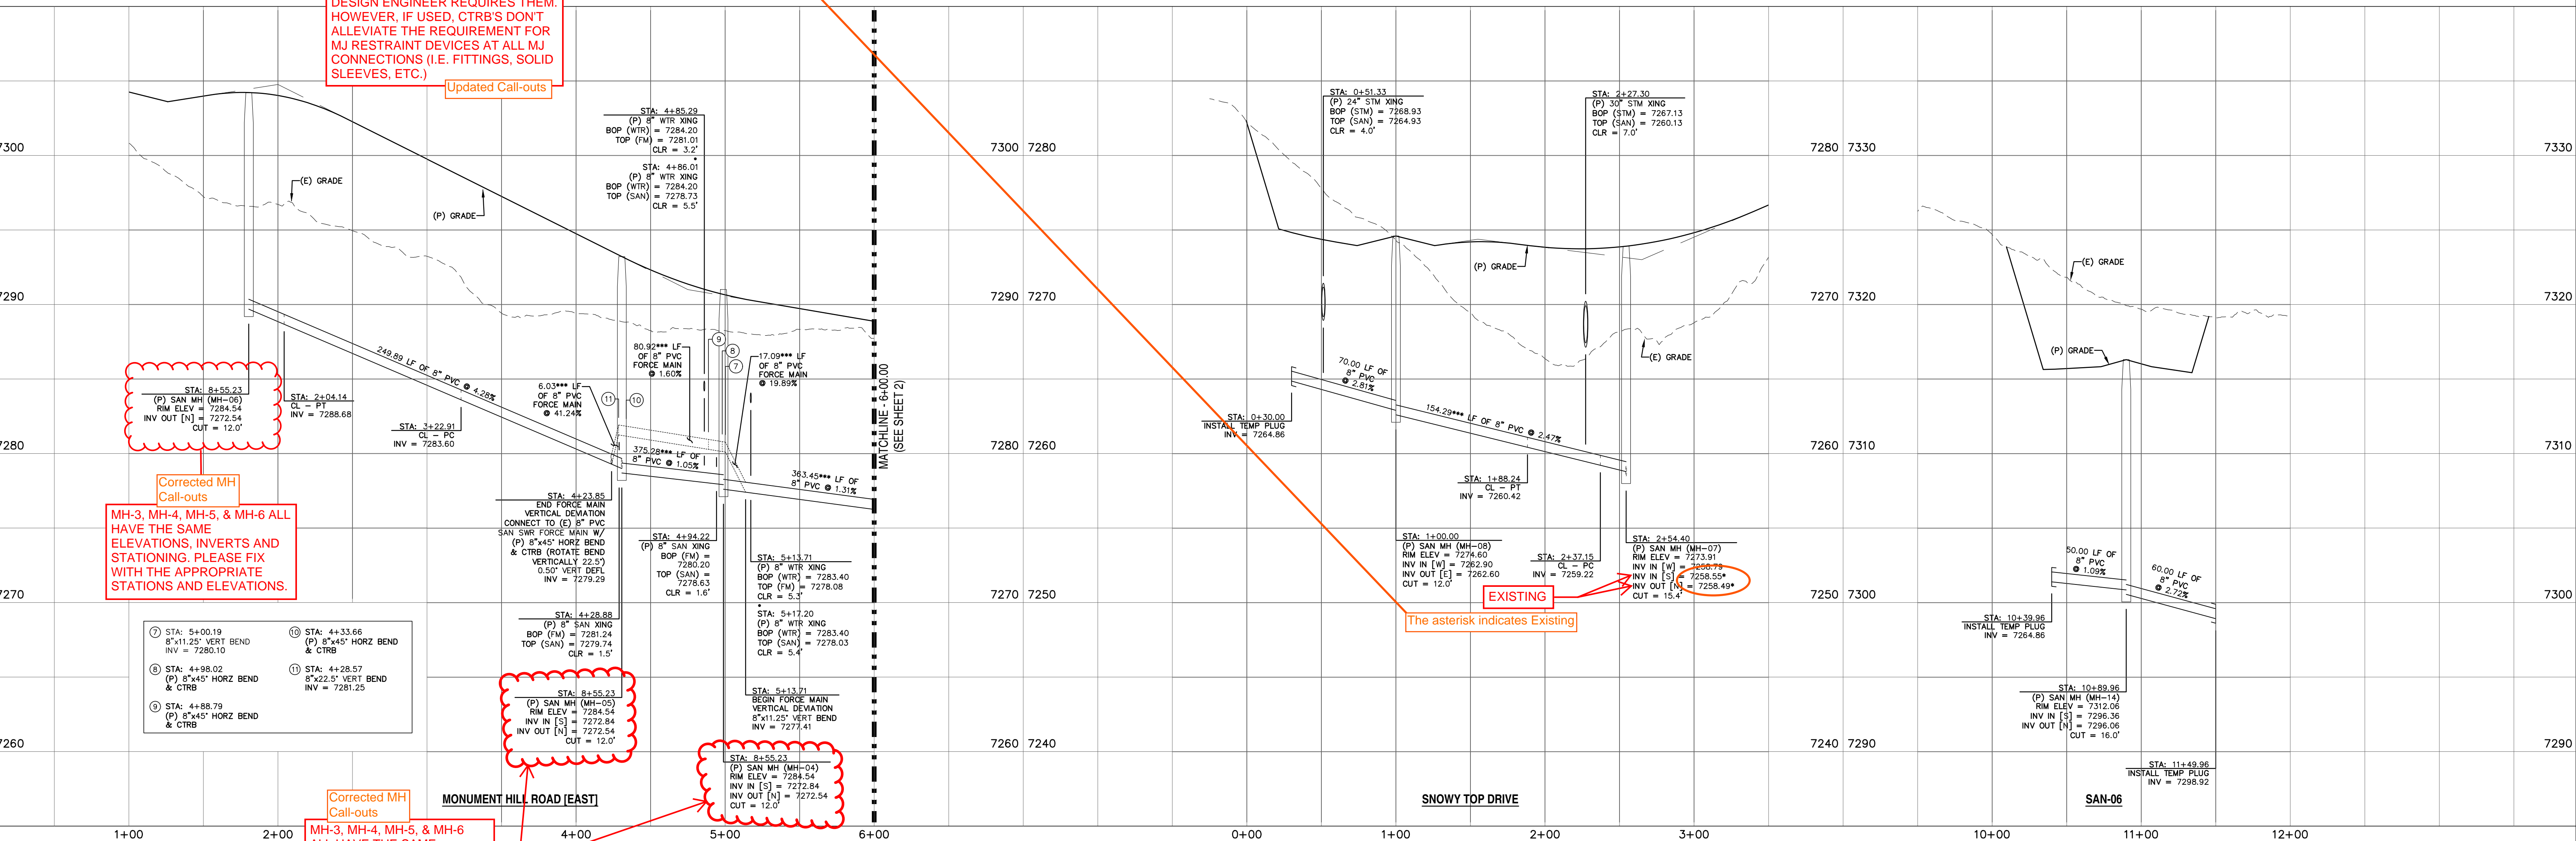 DESIGN ENGINEER REQUIRES THEM.
HOWEVER, IF USED, CTRB'S DON'T
ALLEVIATE THE REQUIREMENT FOR
MJ RESTRAINT DEVICES AT ALL MJ
CONNECTIONS (I.E. FITTINGS, SOLID
SLEEVES, ETC.)
Updated Call-outs
7300
7290
7280
7270
7260
(E) GRADE
(P) GRADE
STA: 4+85.29
(P) 8" WTR XING
BOP (WTR) = 7284.20
TOP (FM) = 7281.01
CLR = 3.2'
STA: 4+86.01
(P) 8" WTR XING
BOP (WTR) = 7284.20
TOP (SAN) = 7278.73
CLR = 5.5'
249.89 LF OF 8" PVC @ 4.28%
80.92*** LF
OF 8" PVC
FORCE MAIN
@ 1.60%
17.09*** LF
OF 8" PVC
FORCE MAIN
@ 19.89%
6.03*** LF
OF 8" PVC
FORCE MAIN
@ 41.24%
9
8
7
11
10
375.28*** LF OF
8" PVC @ 1.05%
363.45*** LF OF
8" PVC @ 1.31%
MATCHLINE - 6+00.00
(SEE SHEET 2)
STA: 8+55.23
(P) SAN MH (MH-06)
RIM ELEV = 7284.54
INV OUT [N] = 7272.54
CUT = 12.0'
STA: 2+04.14
CL - PT
INV = 7288.68
STA: 3+22.91
CL - PC
INV = 7283.60
Corrected MH
Call-outs
MH-3, MH-4, MH-5, & MH-6 ALL
HAVE THE SAME
ELEVATIONS, INVERTS AND
STATIONING. PLEASE FIX
WITH THE APPROPRIATE
STATIONS AND ELEVATIONS.
STA: 4+23.85
END FORCE MAIN
VERTICAL DEVIATION
CONNECT TO (E) 8" PVC
SAN SWR FORCE MAIN W/
(P) 8"x45° HORZ BEND
& CTRB (ROTATE BEND
VERTICALLY 22.5°)
0.50° VERT DEFL
INV = 7279.29
STA: 4+94.22
(P) 8" SAN XING
BOP (FM) =
7280.20
TOP (SAN) =
7278.63
CLR = 1.6'
STA: 5+13.71
(P) 8" WTR XING
BOP (WTR) = 7283.40
TOP (FM) = 7278.08
CLR = 5.3'
STA: 5+17.20
(P) 8" WTR XING
BOP (WTR) = 7283.40
TOP (SAN) = 7278.03
CLR = 5.4'
STA: 4+28.88
(P) 8" SAN XING
BOP (FM) = 7281.24
TOP (SAN) = 7279.74
CLR = 1.5'
7 STA: 5+00.19
8"x11.25° VERT BEND
INV = 7280.10
8 STA: 4+98.02
(P) 8"x45° HORZ BEND
& CTRB
9 STA: 4+88.79
(P) 8"x45° HORZ BEND
& CTRB
10 STA: 4+33.66
(P) 8"x45° HORZ BEND
& CTRB
11 STA: 4+28.57
8"x22.5° VERT BEND
INV = 7281.25
STA: 8+55.23
(P) SAN MH (MH-05)
RIM ELEV = 7284.54
INV IN [S] = 7272.84
INV OUT [N] = 7272.54
CUT = 12.0'
STA: 5+13.71
BEGIN FORCE MAIN
VERTICAL DEVIATION
8"x11.25° VERT BEND
INV = 7277.41
STA: 8+55.23
(P) SAN MH (MH-04)
RIM ELEV = 7284.54
INV IN [S] = 7272.84
INV OUT [N] = 7272.54
CUT = 12.0'
Corrected MH
Call-outs
MH-3, MH-4, MH-5, & MH-6
MONUMENT HILL ROAD [EAST]
1+00
2+00
4+00
5+00
6+00
7300 7280
7290 7270
7280 7260
7270 7250
7260 7240
STA: 0+51.33
(P) 24" STM XING
BOP (STM) = 7268.93
TOP (SAN) = 7264.93
CLR = 4.0'
STA: 2+27.30
(P) 30" STM XING
BOP (STM) = 7267.13
TOP (SAN) = 7260.13
CLR = 7.0'
(P) GRADE
(E) GRADE
70.00 LF OF
8" PVC
@ 2.81%
154.29*** LF OF 8" PVC @ 2.47%
STA: 0+30.00
INSTALL TEMP PLUG
INV = 7264.86
STA: 1+88.24
CL - PT
INV = 7260.42
STA: 1+00.00
(P) SAN MH (MH-08)
RIM ELEV = 7274.60
INV IN [W] = 7262.90
INV OUT [E] = 7262.60
CUT = 12.0'
STA: 2+37.15
CL - PC
INV = 7259.22
STA: 2+54.40
(P) SAN MH (MH-07)
RIM ELEV = 7273.91
INV IN [W] = 7258.79
INV IN [S] = 7258.55*
INV OUT [N] = 7258.49*
CUT = 15.4'
EXISTING
The asterisk indicates Existing
SNOWY TOP DRIVE
0+00
1+00
2+00
3+00
7280 7330
7270 7320
7260 7310
7250 7300
7240 7290
(E) GRADE
(P) GRADE
50.00 LF OF
8" PVC
@ 1.09%
60.00 LF OF
8" PVC
@ 2.72%
STA: 10+39.96
INSTALL TEMP PLUG
INV = 7264.86
STA: 10+89.96
(P) SAN MH (MH-14)
RIM ELEV = 7312.06
INV IN [S] = 7296.36
INV OUT [N] = 7296.06
CUT = 16.0'
STA: 11+49.96
INSTALL TEMP PLUG
INV = 7298.92
SAN-06
10+00
11+00
12+00
7330
7320
7310
7300
7290